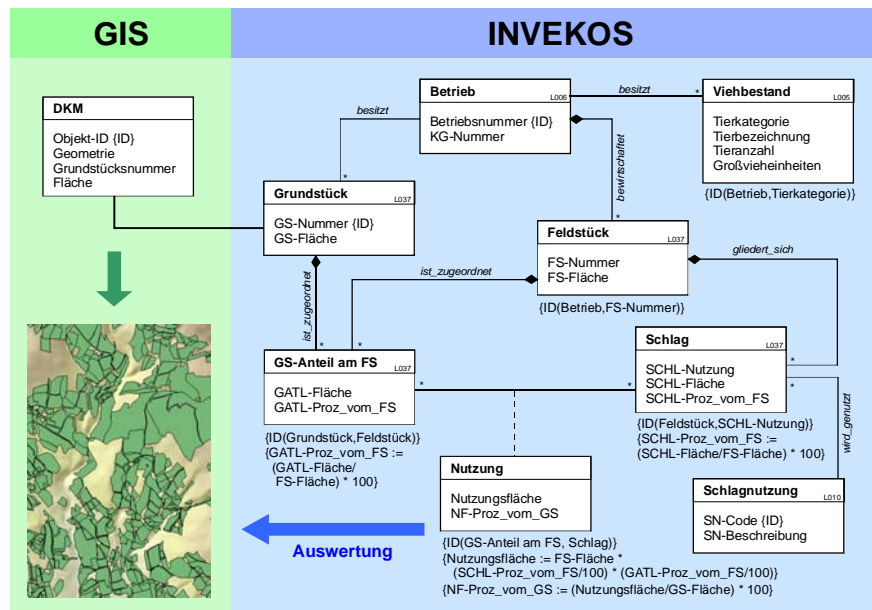 GIS
INVEKOS
DKM
Objekt-ID {ID}
Geometrie
Grundstücksnummer
Fläche
Betrieb
L006
Betriebsnummer {ID}
KG-Nummer
besitzt
*
Viehbestand
L005
Tierkategorie
Tierbezeichnung
Tieranzahl
Großvieheinheiten
{ID(Betrieb,Tierkategorie)}
besitzt
*
bewirtschaftet
*
Grundstück
L037
GS-Nummer {ID}
GS-Fläche
Feldstück
L037
FS-Nummer
FS-Fläche
{ID(Betrieb,FS-Nummer)}
gliedert_sich
*
ist_zugeordnet
*
ist_zugeordnet
*
GS-Anteil am FS
L037
GATL-Fläche
GATL-Proz_vom_FS
{ID(Grundstück,Feldstück)}
{GATL-Proz_vom_FS :=
(GATL-Fläche/
FS-Fläche) * 100}
*
*
Schlag
L037
SCHL-Nutzung
SCHL-Fläche
SCHL-Proz_vom_FS
{ID(Feldstück,SCHL-Nutzung)}
{SCHL-Proz_vom_FS :=
(SCHL-Fläche/FS-Fläche) * 100}
*
wird_genutzt
Nutzung
Nutzungsfläche
NF-Proz_vom_GS
{ID(GS-Anteil am FS, Schlag)}
{Nutzungsfläche := FS-Fläche *
(SCHL-Proz_vom_FS/100) * (GATL-Proz_vom_FS/100)}
{NF-Proz_vom_GS := (Nutzungsfläche/GS-Fläche) * 100}
Schlagnutzung
L010
SN-Code {ID}
SN-Beschreibung
Auswertung